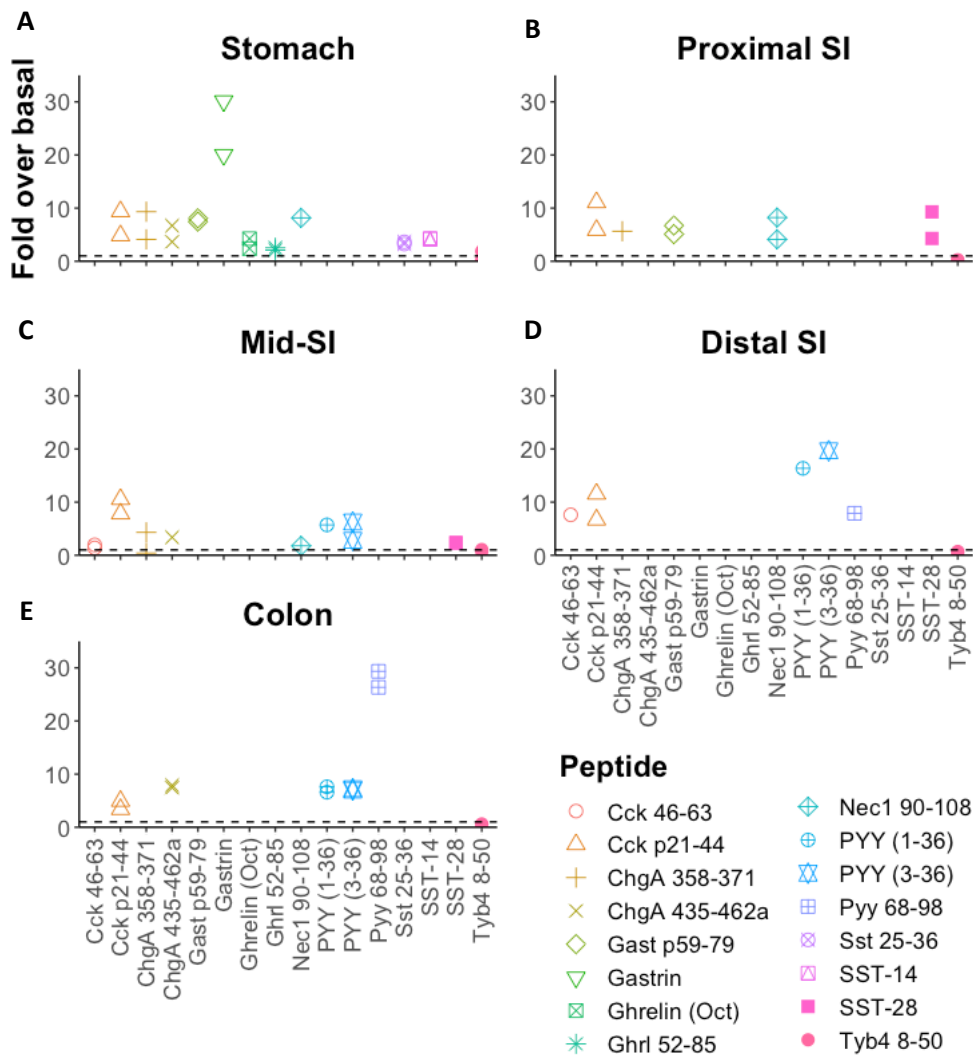 A
Stomach
B
Proximal SI
Fold over basal
30
20
10
0
30
20
10
0
C
Mid-SI
D
Distal SI
30
20
10
0
30
20
10
0
Cck 46-63
Cck p21-44
ChgA 358-371
ChgA 435-462a
Gast p59-79
Gastrin
Ghrelin (Oct)
Ghrl 52-85
Nec1 90-108
PYY (1-36)
PYY (3-36)
Pyy 68-98
Sst 25-36
SST-14
SST-28
Tyb4 8-50
E
Colon
30
20
10
0
Cck 46-63
Cck p21-44
ChgA 358-371
ChgA 435-462a
Gast p59-79
Gastrin
Ghrelin (Oct)
Ghrl 52-85
Nec1 90-108
PYY (1-36)
PYY (3-36)
Pyy 68-98
Sst 25-36
SST-14
SST-28
Tyb4 8-50
Peptide
Cck 46-63
Cck p21-44
ChgA 358-371
ChgA 435-462a
Gast p59-79
Gastrin
Ghrelin (Oct)
Ghrl 52-85
Nec1 90-108
PYY (1-36)
PYY (3-36)
Pyy 68-98
Sst 25-36
SST-14
SST-28
Tyb4 8-50